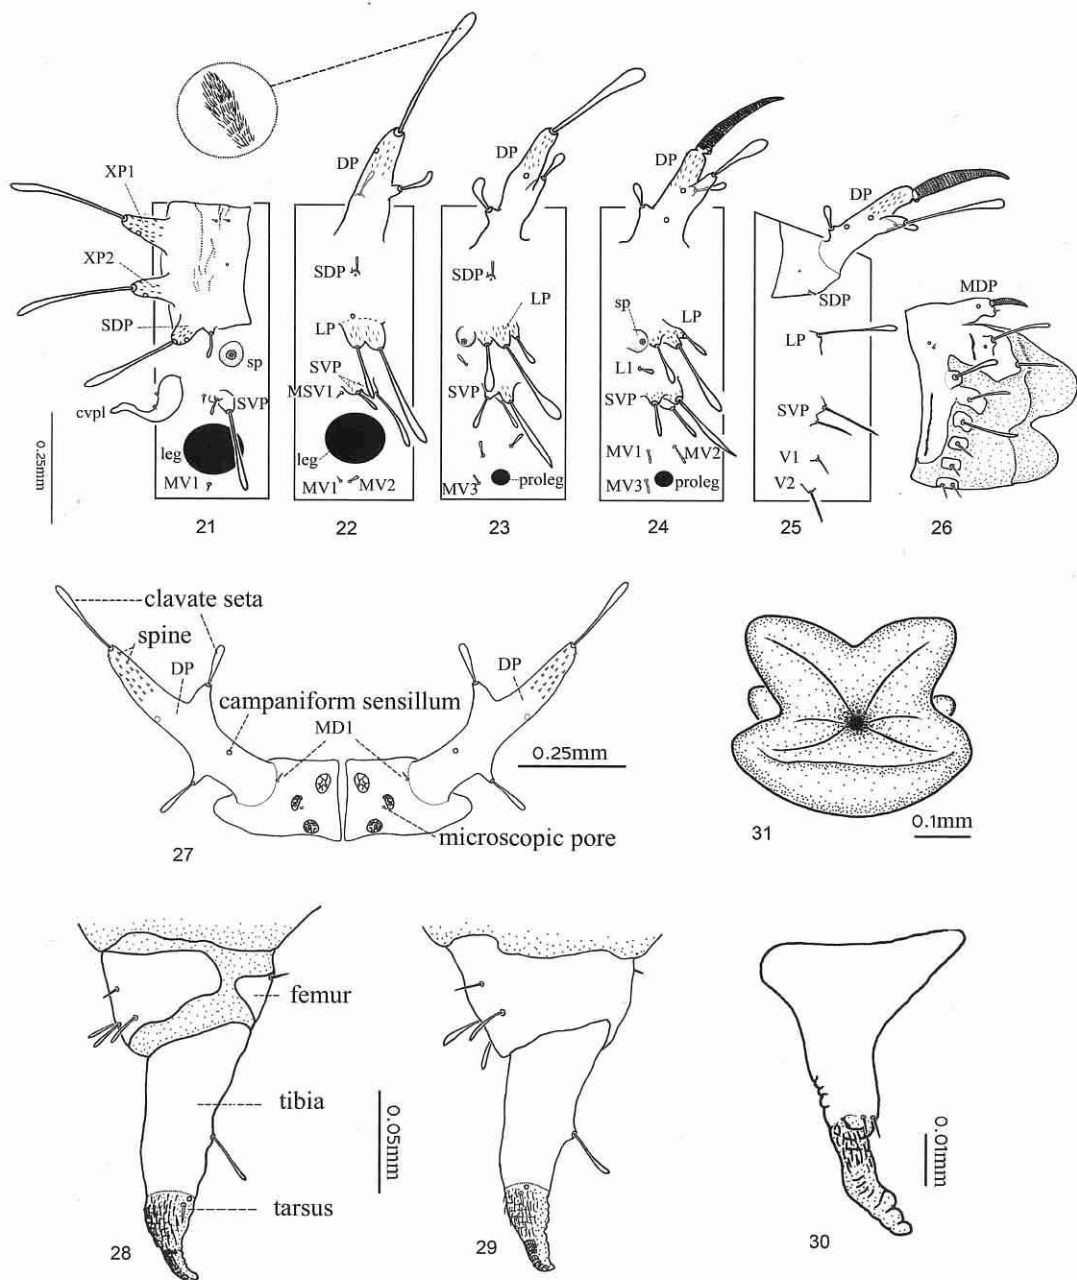 XP1
XP2
SDP
sp
cvpl
SVP
leg
MV1
0.25mm
21
DP
SDP
LP
SVP
MSV1
leg
MV1 MV2
22
DP
SDP
LP
SVP
MV3 proleg
23
DP
sp LP
L1
SVP
MV1 MV2
MV3 proleg
24
DP
SDP
LP
SVP
V1
V2
25
MDP
26
clavate seta
spine
DP
DP
campaniform sensillum
MD1
0.25mm
microscopic pore
27
31
0.1mm
femur
tibia
tarsus
0.05mm
28
29
0.01mm
30